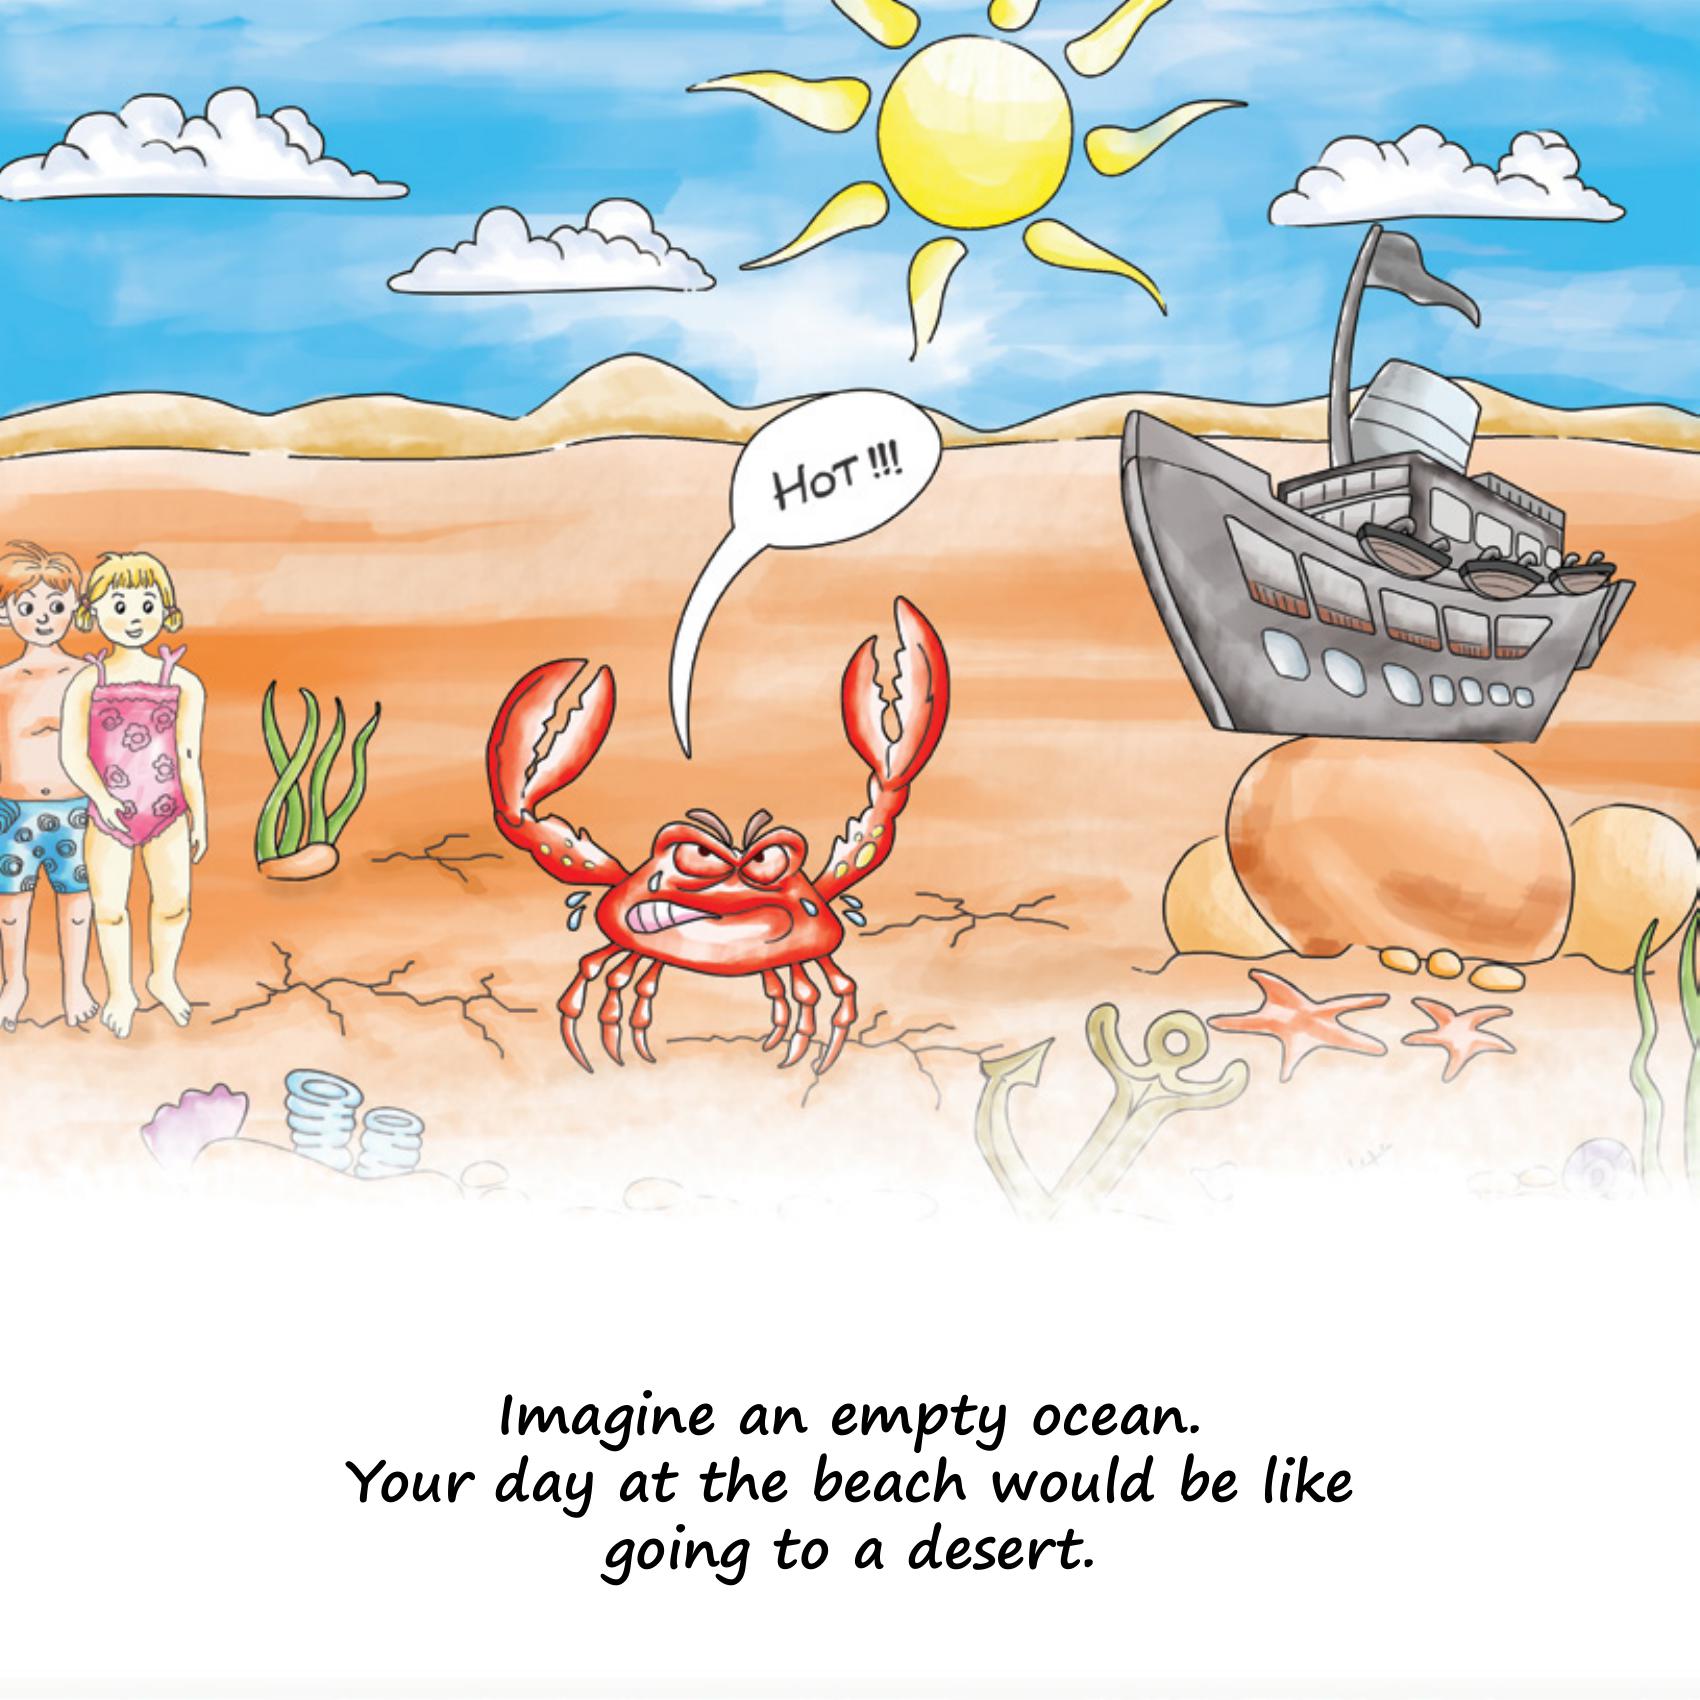 HOT!!!
Imagine an empty ocean.
Your day at the beach would be like
going to a desert.